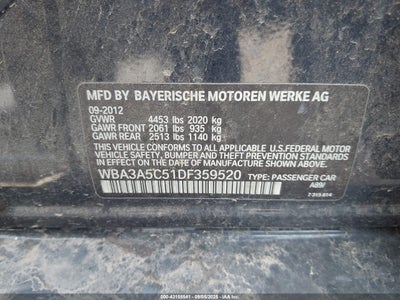 MFD BY BAYERISCHE MOTOREN WERKE AG
09-2012
GVWR 4453 lbs 2020 kg
GAWR FRONT 2061 lbs 935 kg
GAWR REAR 2513 lbs 1140 kg
THIS VEHICLE CONFORMS TO ALL APPLICABLE U.S.FEDERAL MOTOR
VEHICLE SAFETY, BUMPER, AND THEFT PREVENTION STANDARDS
IN EFFECT ON THE DATE OF MANUFACTURE SHOWN ABOVE.
WBA3A5C51DF359520 TYPE: PASSENGER CAR
A89/